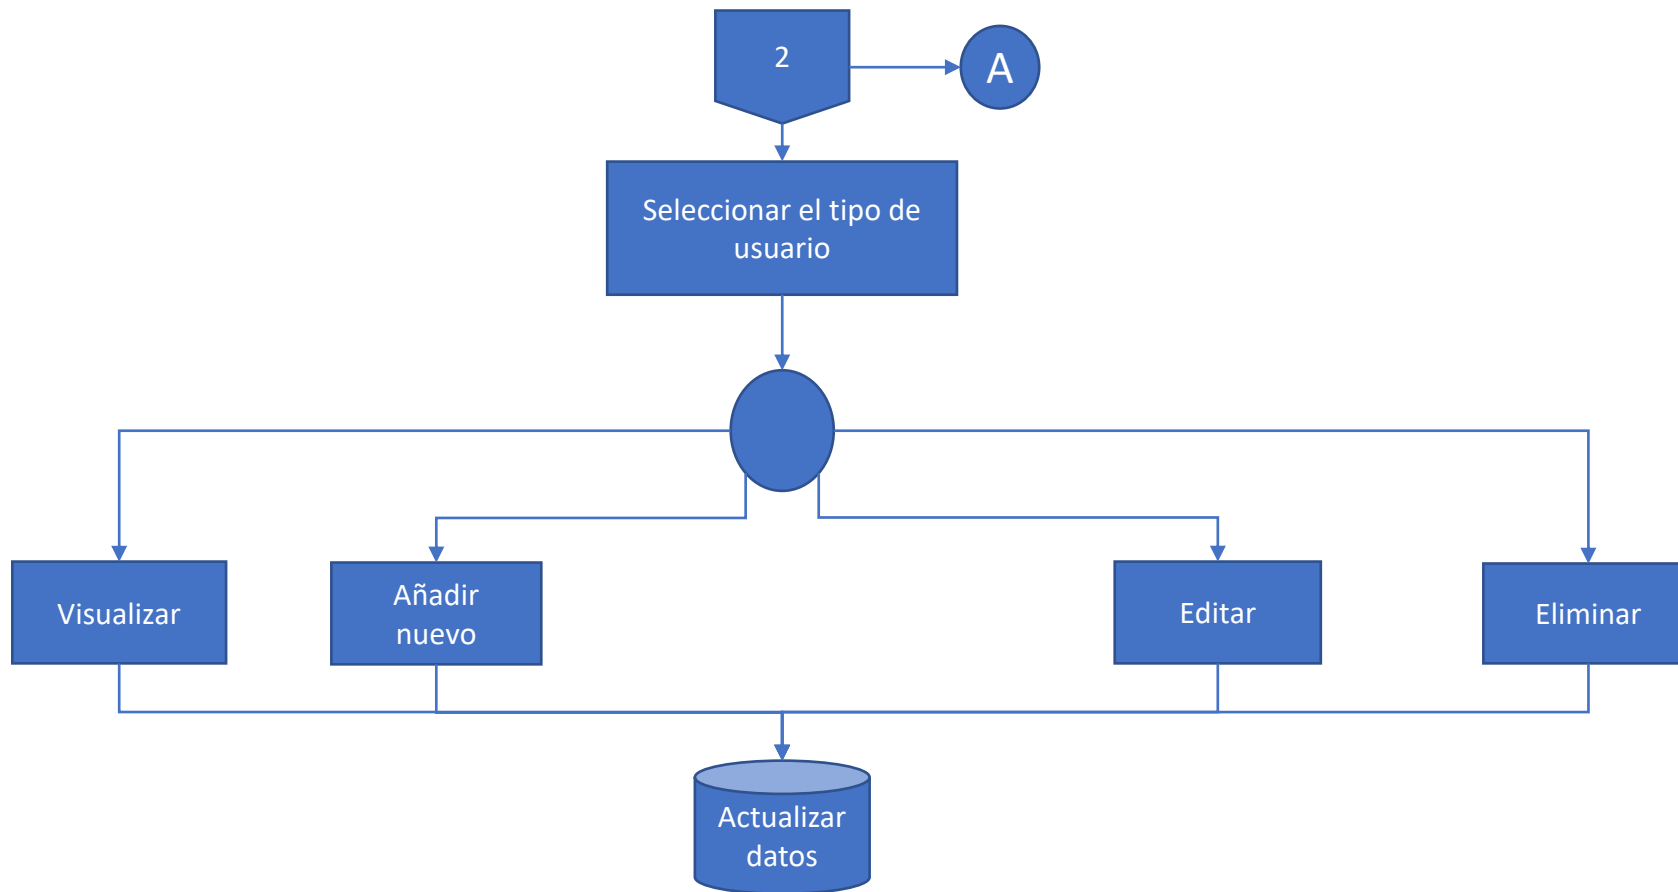 2
A
Seleccionar el tipo de
usuario
Visualizar
Añadir
nuevo
Editar
Eliminar
Actualizar
datos